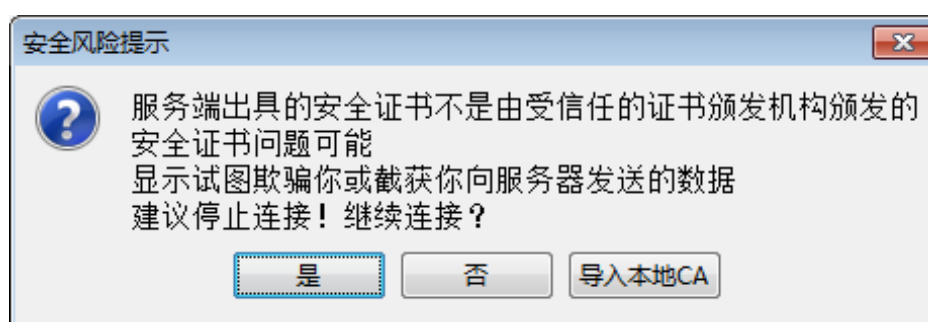 安全风险提示
服务端出具的安全证书不是由受信任的证书颁发机构颁发的
安全证书问题可能
显示试图欺骗你或截获你向服务器发送的数据
建议停止连接！继续连接？
是 否 导入本地CA